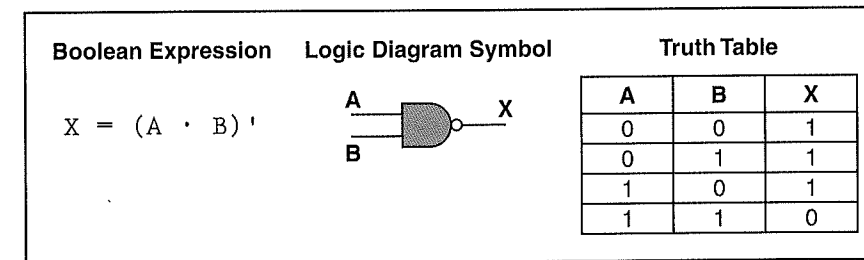 Boolean Expression Logic Diagram Symbol Truth Table
X = (A · B)'
A
B
X
A B X
0 0 1
0 1 1
1 0 1
1 1 0